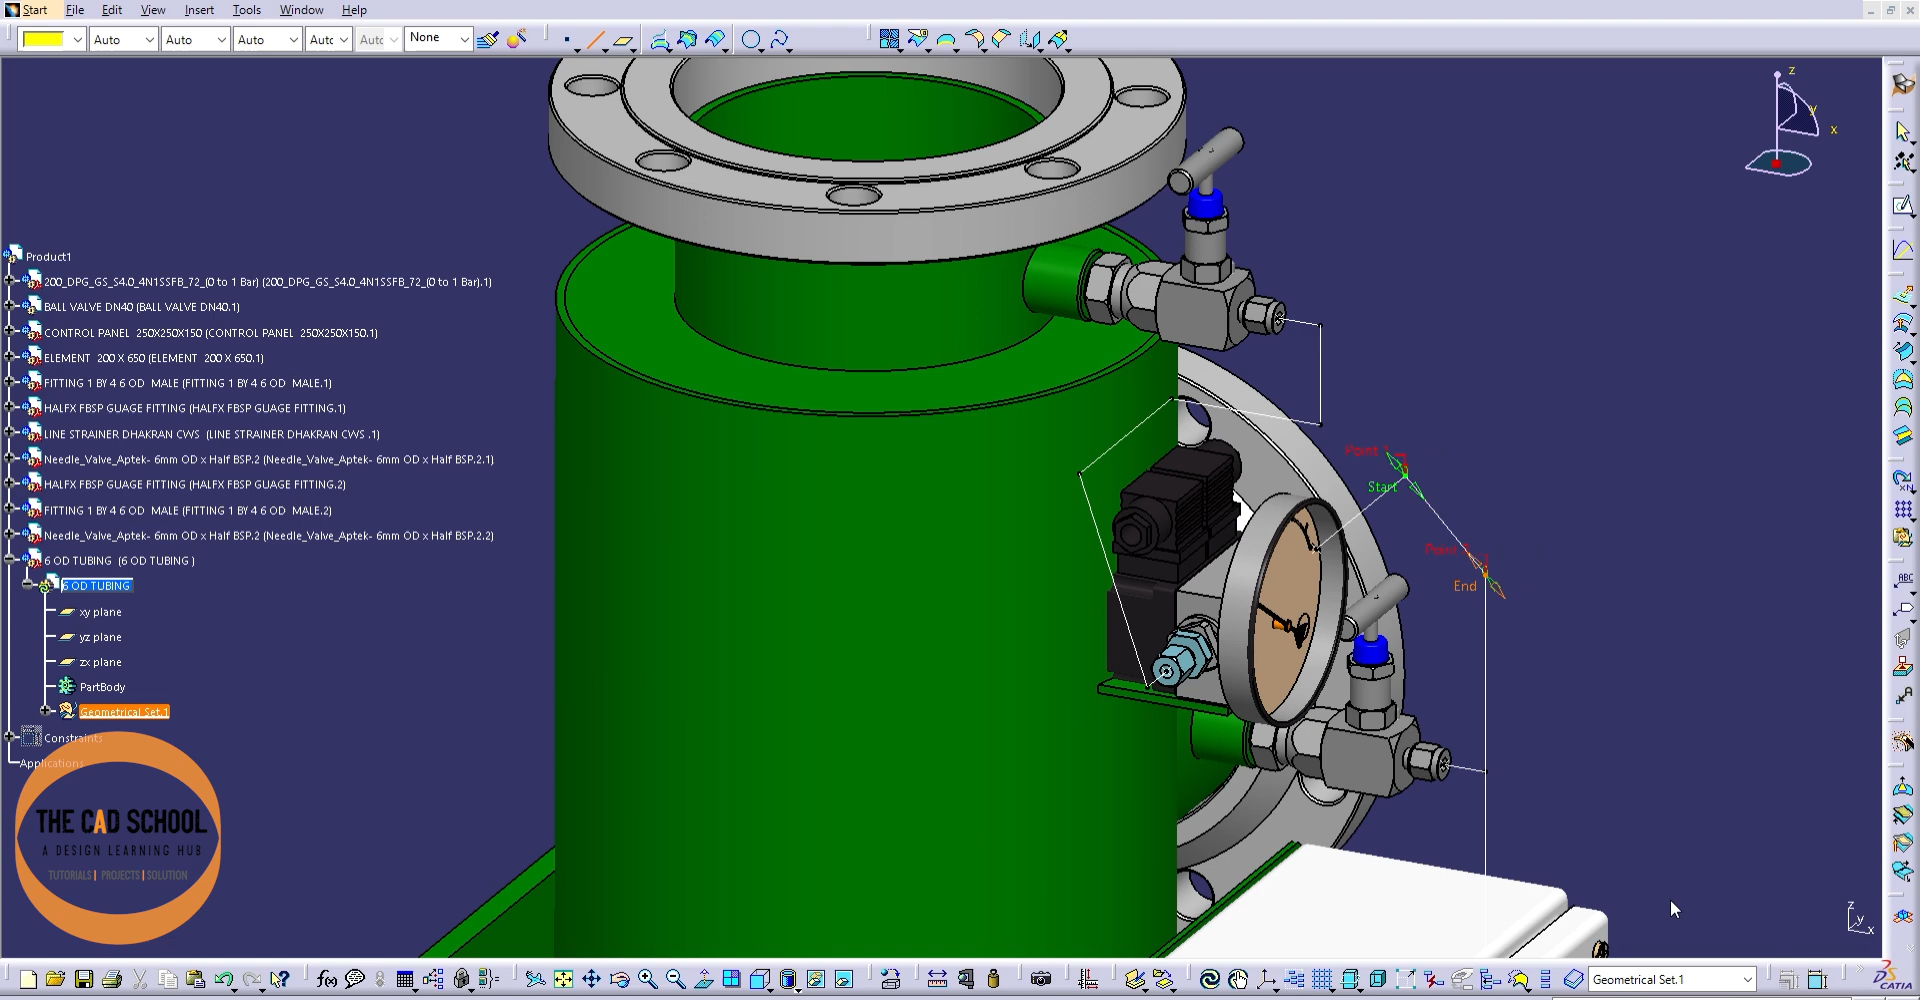 Start File Edit View Insert Tools Window Help
Auto Auto Auto Auto Auto None
z
y
x
Product1
200_DPG_GS_S4.0_4N1SSFB_72_(0 to 1 Bar) (200_DPG_GS_S4.0_4N1SSFB_72_(0 to 1 Bar).1)
BALL VALVE DN40 (BALL VALVE DN40.1)
CONTROL PANEL 250X250X150 (CONTROL PANEL 250X250X150.1)
ELEMENT 200 X 650 (ELEMENT 200 X 650.1)
FITTING 1 BY 4 6 OD MALE (FITTING 1 BY 4 6 OD MALE.1)
HALFX FBSP GUAGE FITTING (HALFX FBSP GUAGE FITTING.1)
LINE STRAINER DHAKRAN CWS (LINE STRAINER DHAKRAN CWS .1)
Needle_Valve_Aptek- 6mm OD x Half BSP.2 (Needle_Valve_Aptek- 6mm OD x Half BSP.2.1)
HALFX FBSP GUAGE FITTING (HALFX FBSP GUAGE FITTING.2)
FITTING 1 BY 4 6 OD MALE (FITTING 1 BY 4 6 OD MALE.2)
Needle_Valve_Aptek- 6mm OD x Half BSP.2 (Needle_Valve_Aptek- 6mm OD x Half BSP.2.2)
6 OD TUBING (6 OD TUBING )
6 OD TUBING
xy plane
yz plane
zx plane
PartBody
Geometrical Set.1
Constraints
Applications
Point
Start
Point
End
THE CAD SCHOOL
A DESIGN LEARNING HUB
TUTORIALS | PROJECTS | SOLUTION
ABC
z
y
x
f(x)
Geometrical Set.1
CATIA